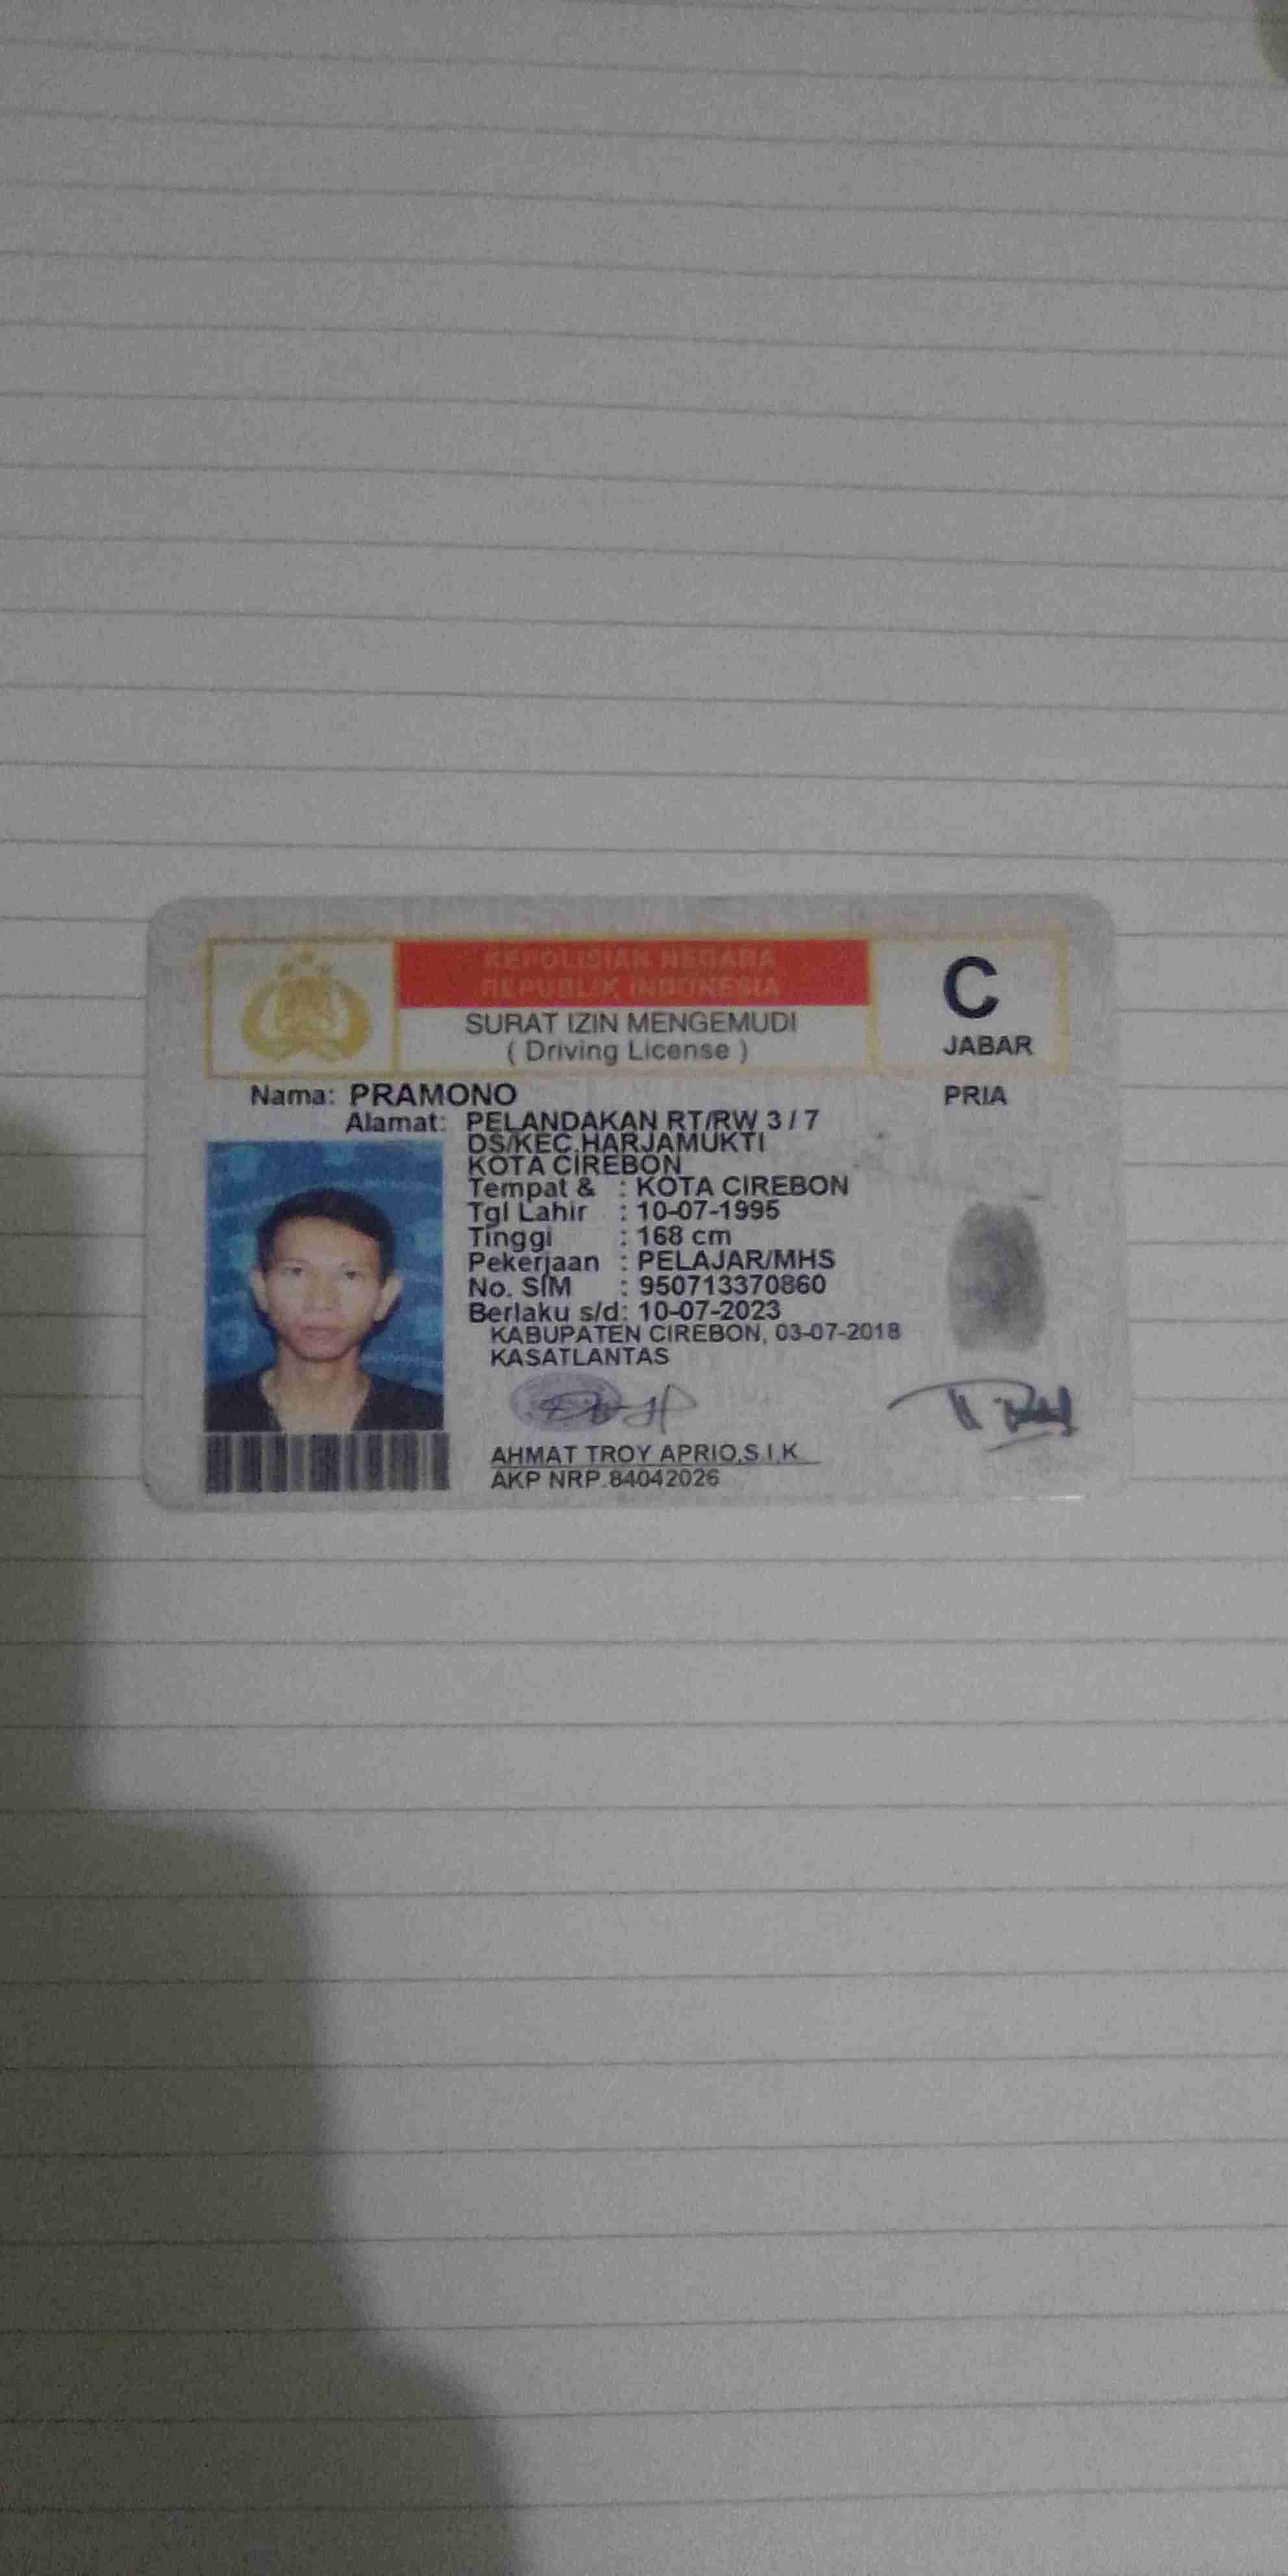 KEPOLISIAN NEGARA
REPUBLIK INDONESIA
SURAT IZIN MENGEMUDI
( Driving License )
C
JABAR
Nama: PRAMONO
PRIA
Alamat: PELANDAKAN RT/RW 3 / 7
DS/KEC.HARJAMUKTI
KOTA CIREBON
Tempat & : KOTA CIREBON
Tgl Lahir : 10-07-1995
Tinggi : 168 cm
Pekerjaan : PELAJAR/MHS
No. SIM : 950713370860
Berlaku s/d: 10-07-2023
KABUPATEN CIREBON, 03-07-2018
KASATLANTAS
AHMAT TROY APRIO,S.I.K
AKP NRP.84042026